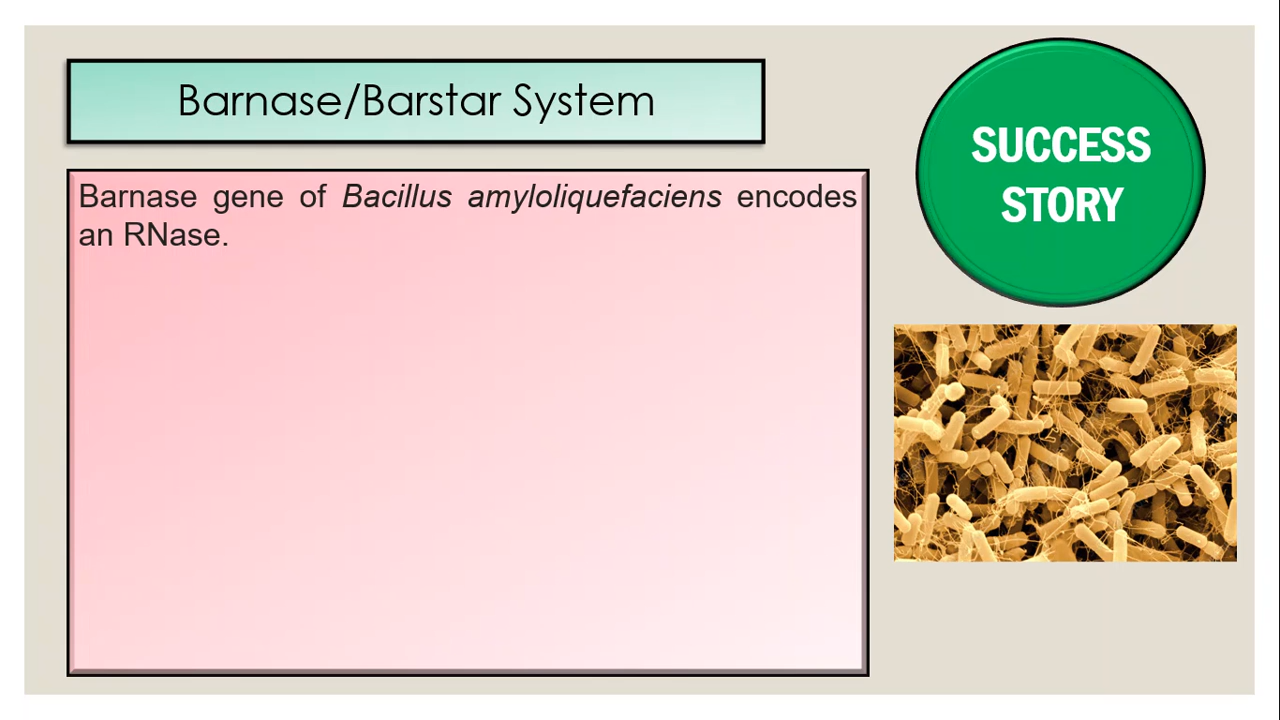 Barnase/Barstar System
SUCCESS
STORY
Barnase gene of Bacillus amyloliquefaciens encodes
an RNase.